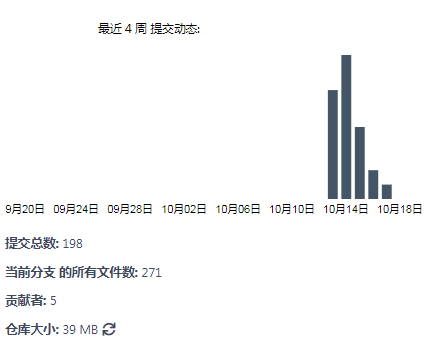 最近 4 周 提交动态:
9月20日 09月24日 09月28日 10月02日 10月06日 10月10日 10月14日 10月18日
提交总数: 198
当前分支 的所有文件数: 271
贡献者: 5
仓库大小: 39 MB